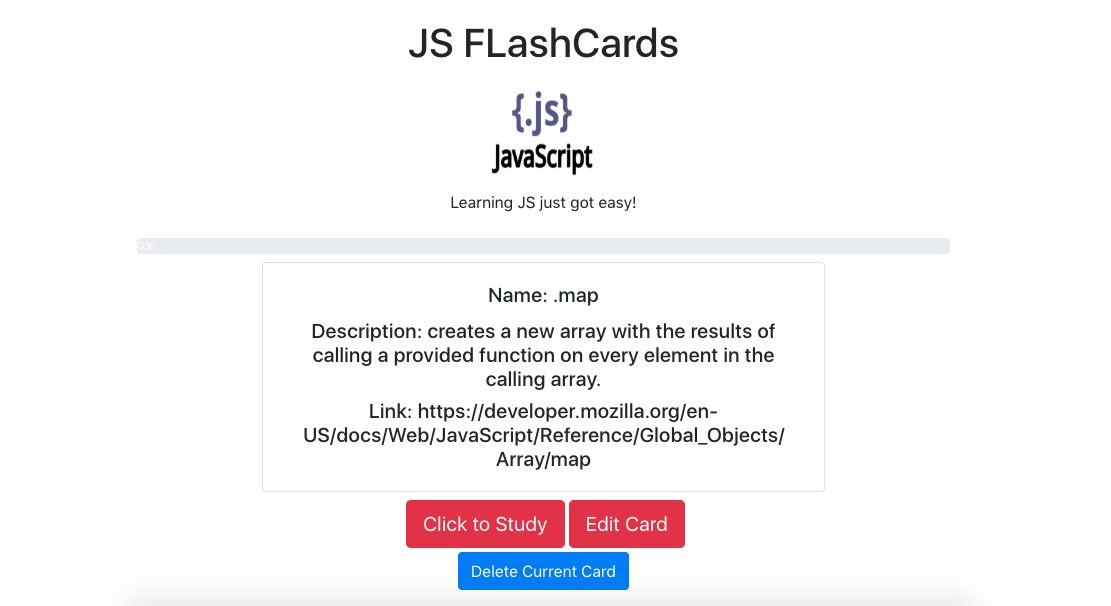 JS FLashCards
{.js}
JavaScript
Learning JS just got easy!
0%
Name: .map
Description: creates a new array with the results of
calling a provided function on every element in the
calling array.
Link: https://developer.mozilla.org/en-
US/docs/Web/JavaScript/Reference/Global_Objects/
Array/map
Click to Study
Edit Card
Delete Current Card